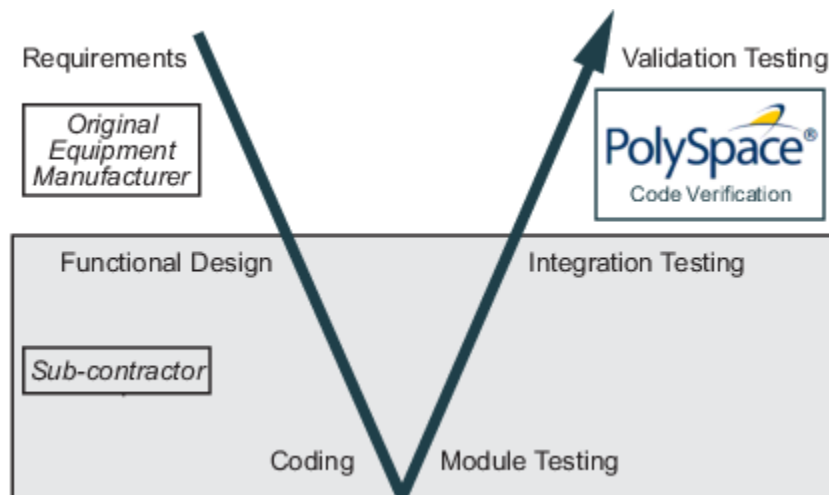 Requirements
Validation Testing
Original
Equipment
Manufacturer
PolySpace®
Code Verification
Functional Design
Integration Testing
Sub-contractor
Coding
Module Testing